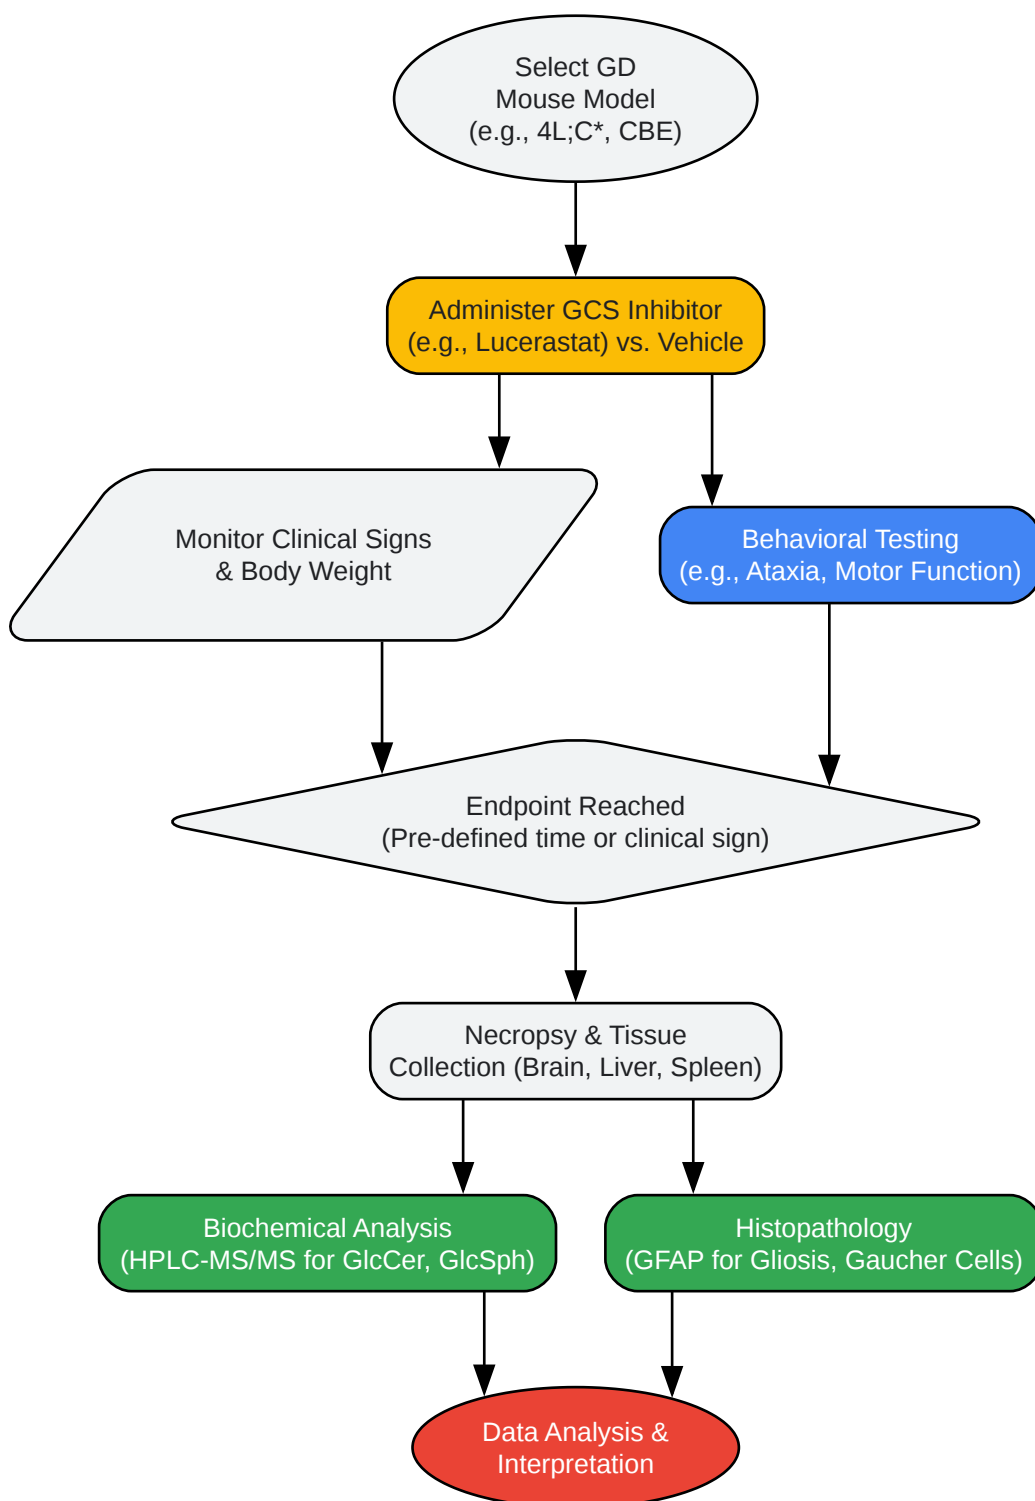 Select GD
Mouse Model
(e.g., 4L;C*, CBE)
Administer GCS Inhibitor
(e.g., Lucerastat) vs. Vehicle
Monitor Clinical Signs
& Body Weight
Behavioral Testing
(e.g., Ataxia, Motor Function)
Endpoint Reached
(Pre-defined time or clinical sign)
Necropsy & Tissue
Collection (Brain, Liver, Spleen)
Biochemical Analysis
(HPLC-MS/MS for GlcCer, GlcSph)
Histopathology
(GFAP for Gliosis, Gaucher Cells)
Data Analysis &
Interpretation